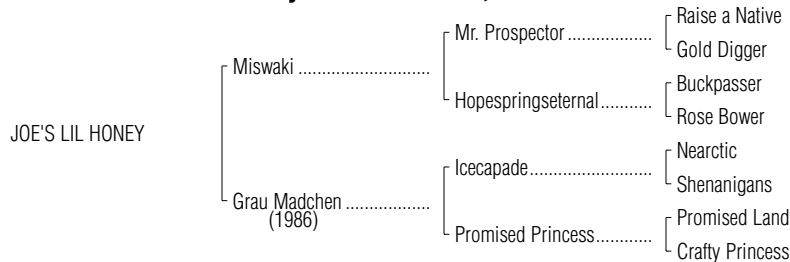 Raise a Native
Mr. Prospector
Gold Digger
Miswaki
Buckpasser
Hopespringseternal
Rose Bower
JOE'S LIL HONEY
Nearctic
Icecapade
Shenanigans
Grau Madchen
(1986)
Promised Land
Promised Princess
Crafty Princess